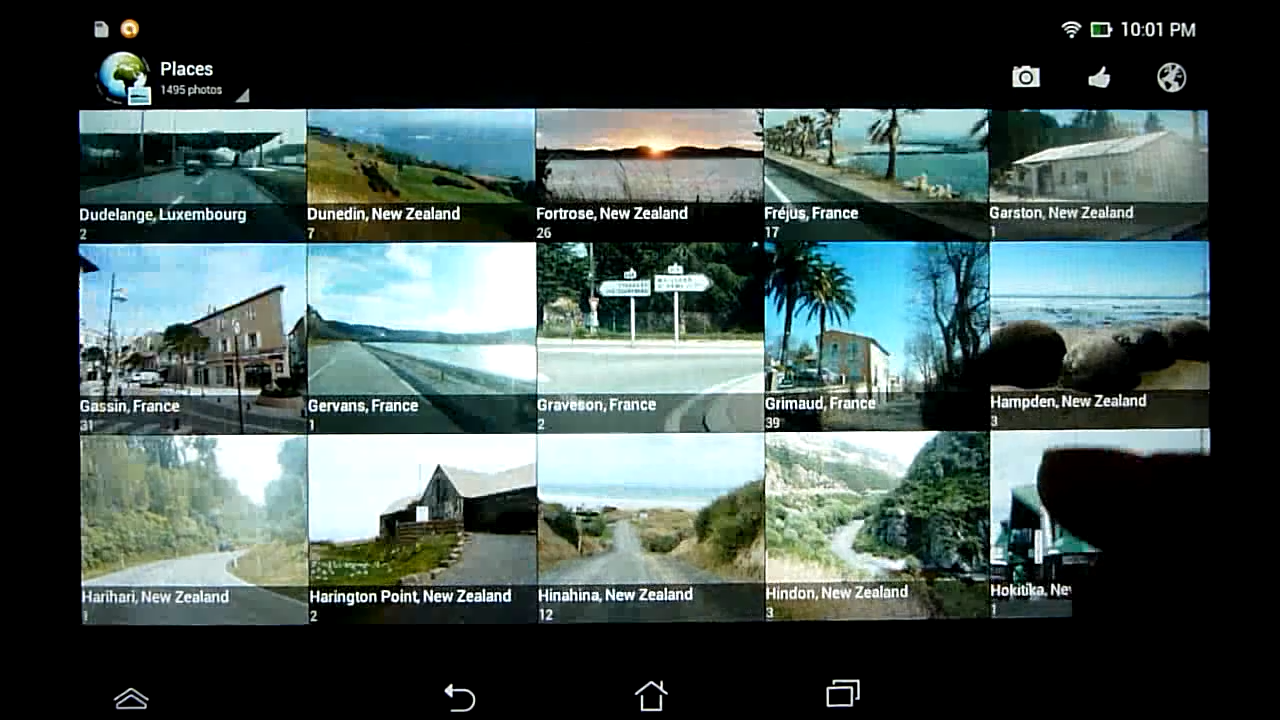 10:01 PM
Places
1495 photos
Dudelange, Luxembourg
2
Dunedin, New Zealand
7
Fortrose, New Zealand
26
Fréjus, France
17
Garston, New Zealand
1
Gassin, France
31
Gervans, France
1
Graveson, France
2
Grimaud, France
39
Hampden, New Zealand
3
Harihari, New Zealand
1
Harington Point, New Zealand
2
Hinahina, New Zealand
12
Hindon, New Zealand
3
Hokitika, Ne
1